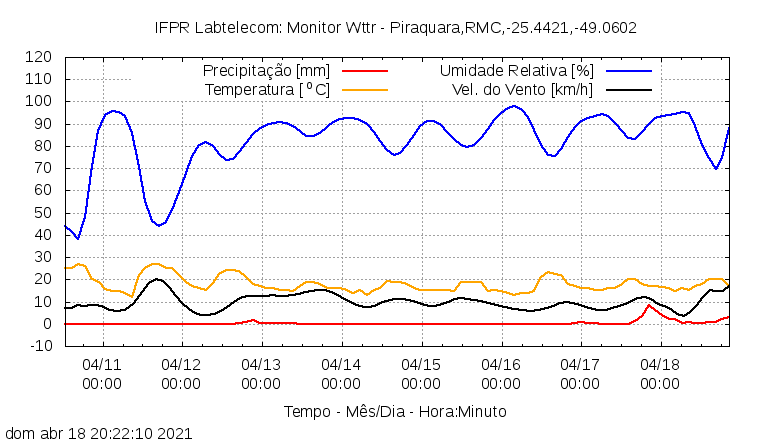 IFPR Labtelecom: Monitor Wttr - Piraquara,RMC,-25.4421,-49.0602
120
110
100
90
80
70
60
50
40
30
20
10
0
-10
Precipitação [mm]
Temperatura [⁰C]
Umidade Relativa [%]
Vel. do Vento [km/h]
04/11 04/12 04/13 04/14 04/15 04/16 04/17 04/18
00:00 00:00 00:00 00:00 00:00 00:00 00:00 00:00
Tempo - Mês/Dia - Hora:Minuto
dom abr 18 20:22:10 2021